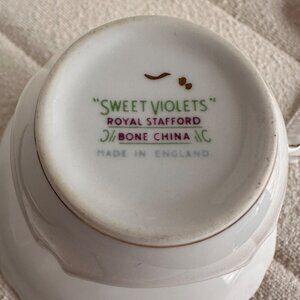 "SWEET VIOLETS"
ROYAL STAFFORD
BONE CHINA
MADE IN ENGLAND